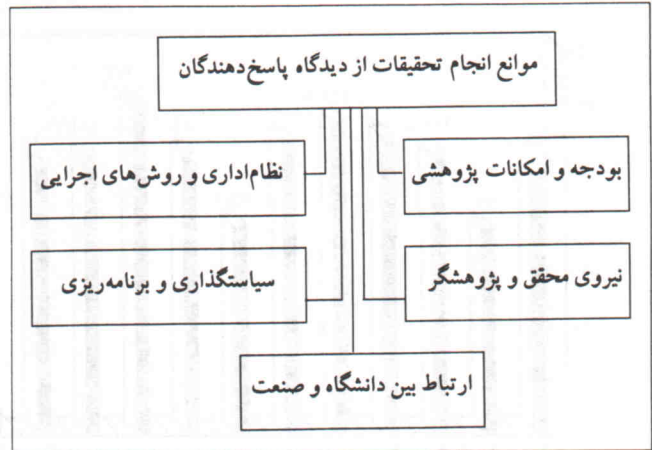 موانع انجام تحقیقات از دیدگاه پاسخ‌دهندگان
بودجه و امکانات پژوهشی
نظام‌اداری و روش‌های اجرایی
نیروی محقق و پژوهشگر
سیاستگذاری و برنامه‌ریزی
ارتباط بین دانشگاه و صنعت